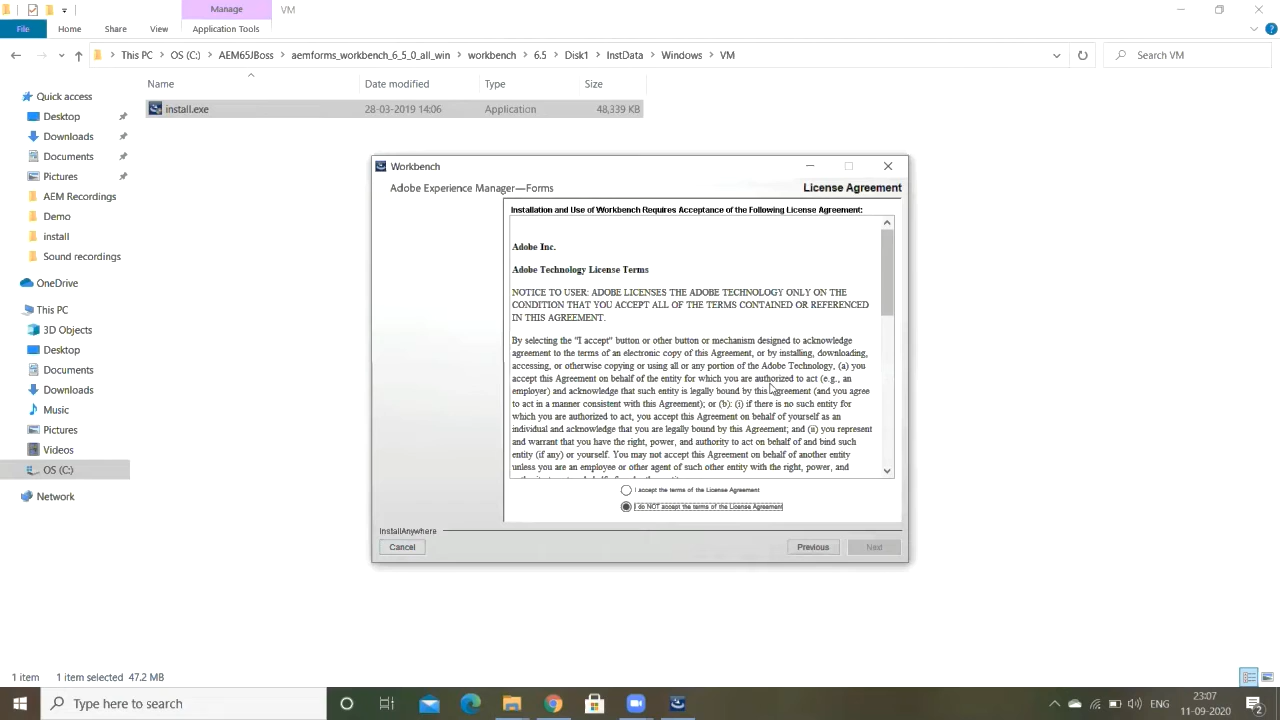 Manage
VM
File
Home
Share
View
Application Tools
This PC
OS (C:)
AEM65JBoss
aemforms_workbench_6_5_0_all_win
workbench
6.5
Disk1
InstData
Windows
VM
Search VM
Name
Date modified
Type
Size
install.exe
28-03-2019 14:06
Application
48,339 KB
Quick access
Desktop
Downloads
Documents
Pictures
AEM Recordings
Demo
install
Sound recordings
OneDrive
This PC
3D Objects
Desktop
Documents
Downloads
Music
Pictures
Videos
OS (C:)
Network
Workbench
Adobe Experience Manager—Forms
License Agreement
Installation and Use of Workbench Requires Acceptance of the Following License Agreement:
Adobe Inc.
Adobe Technology License Terms
NOTICE TO USER: ADOBE LICENSES THE ADOBE TECHNOLOGY ONLY ON THE
CONDITION THAT YOU ACCEPT ALL OF THE TERMS CONTAINED OR REFERENCED
IN THIS AGREEMENT.
By selecting the "I accept" button or other button or mechanism designed to acknowledge
agreement to the terms of an electronic copy of this Agreement, or by installing, downloading,
accessing, or otherwise copying or using all or any portion of the Adobe Technology, (a) you
accept this Agreement on behalf of the entity for which you are authorized to act (e.g., an
employer) and acknowledge that such entity is legally bound by this Agreement (and you agree
to act in a manner consistent with this Agreement); or (b): (i) if there is no such entity for
which you are authorized to act, you accept this Agreement on behalf of yourself as an
individual and acknowledge that you are legally bound by this Agreement; and (ii) you represent
and warrant that you have the right, power, and authority to act on behalf of and bind such
entity (if any) or yourself. You may not accept this Agreement on behalf of another entity
unless you are an employee or other agent of such other entity with the right, power, and
I accept the terms of the License Agreement
I do NOT accept the terms of the License Agreement
InstallAnywhere
Cancel
Previous
Next
1 item
1 item selected 47.2 MB
Type here to search
ENG
23:07
11-09-2020
2